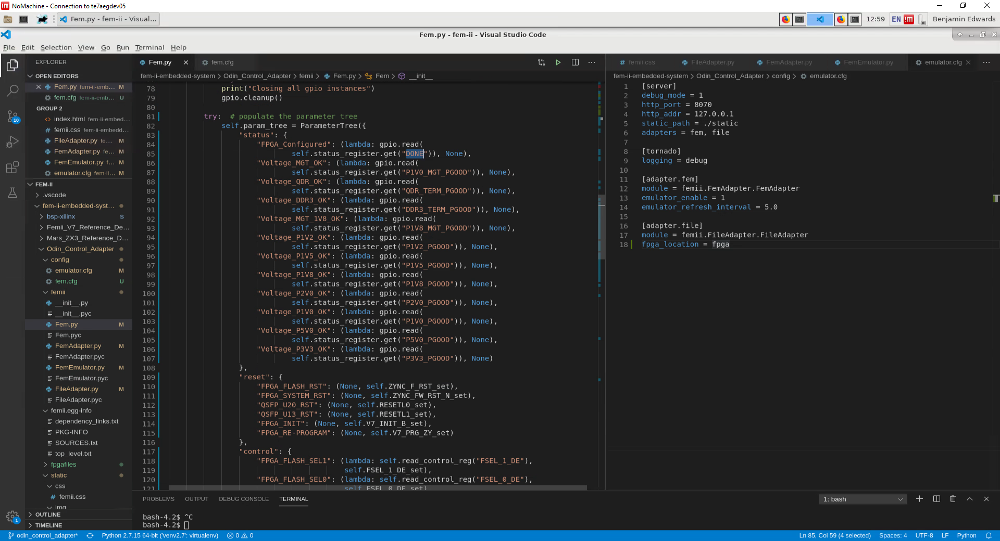 NoMachine - Connection to te7aegdev05
Fem.py - fem-ii - Visual...
12:59 EN Benjamin Edwards
Fem.py - fem-ii - Visual Studio Code
File Edit Selection View Go Run Terminal Help
EXPLORER
OPEN EDITORS
Fem.py fem-ii-emb... M
fem.cfg fem-ii-emb... U
GROUP 2
index.html fem-ii-embed...
femii.css fem-ii-embedd...
FileAdapter.py fe... M
FemAdapter.py fe... M
FemEmulator.py f... M
emulator.cfg fem-ii... M
FEM-II
.vscode
fem-ii-embedded-syst...
bsp-xilinx S
Femii_V7_Reference_De...
Mars_ZX3_Reference_D...
Odin_Control_Adapter
config
emulator.cfg M
fem.cfg U
femii
__init__.py
__init__.pyc
Fem.py M
Fem.pyc
FemAdapter.py M
FemAdapter.pyc
FemEmulator.py M
FemEmulator.pyc
FileAdapter.py M
FileAdapter.pyc
femii.egg-info
dependency_links.txt
PKG-INFO
SOURCES.txt
top_level.txt
fpgafiles
static
css
femii.css
img
OUTLINE
TIMELINE
10
1
Fem.py fem.cfg
fem-ii-embedded-system > Odin_Control_Adapter > femii > Fem.py > Fem > __init__
78 print("Closing all gpio instances")
79 gpio.cleanup()
80
81 try: # populate the parameter tree
82 self.param_tree = ParameterTree({
83 "status": {
84 "FPGA_Configured": (lambda: gpio.read(
85 self.status_register.get("DONE")), None),
86 "Voltage_MGT_OK": (lambda: gpio.read(
87 self.status_register.get("P1V0_MGT_PGOOD")), None),
88 "Voltage_QDR_OK": (lambda: gpio.read(
89 self.status_register.get("QDR_TERM_PGOOD")), None),
90 "Voltage_DDR3_OK": (lambda: gpio.read(
91 self.status_register.get("DDR3_TERM_PGOOD")), None),
92 "Voltage_MGT_1V8_OK": (lambda: gpio.read(
93 self.status_register.get("P1V8_MGT_PGOOD")), None),
94 "Voltage_P1V2_OK": (lambda: gpio.read(
95 self.status_register.get("P1V2_PGOOD")), None),
96 "Voltage_P1V5_OK": (lambda: gpio.read(
97 self.status_register.get("P1V5_PGOOD")), None),
98 "Voltage_P1V8_OK": (lambda: gpio.read(
99 self.status_register.get("P1V8_PGOOD")), None),
100 "Voltage_P2V0_OK": (lambda: gpio.read(
101 self.status_register.get("P2V0_PGOOD")), None),
102 "Voltage_P1V0_OK": (lambda: gpio.read(
103 self.status_register.get("P1V0_PGOOD")), None),
104 "Voltage_P5V0_OK": (lambda: gpio.read(
105 self.status_register.get("P5V0_PGOOD")), None),
106 "Voltage_P3V3_OK": (lambda: gpio.read(
107 self.status_register.get("P3V3_PGOOD")), None)
108 },
109 "reset": {
110 "FPGA_FLASH_RST": (None, self.ZYNC_F_RST_set),
111 "FPGA_SYSTEM_RST": (None, self.ZYNC_FW_RST_N_set),
112 "QSFP_U20_RST": (None, self.RESETL0_set),
113 "QSFP_U13_RST": (None, self.RESETL1_set),
114 "FPGA_INIT": (None, self.V7_INIT_B_set),
115 "FPGA_RE-PROGRAM": (None, self.V7_PRG_ZY_set)
116 },
117 "control": {
118 "FPGA_FLASH_SEL1": (lambda: self.read_control_reg("FSEL_1_DE"),
119 self.FSEL_1_DE_set),
120 "FPGA_FLASH_SEL0": (lambda: self.read_control_reg("FSEL_0_DE"),
121 self.FSEL_0_DE_set)
femii.css FileAdapter.py FemAdapter.py FemEmulator.py emulator.cfg
fem-ii-embedded-system > Odin_Control_Adapter > config > emulator.cfg
1 [server]
2 debug_mode = 1
3 http_port = 8070
4 http_addr = 127.0.0.1
5 static_path = ./static
6 adapters = fem, file
7
8 [tornado]
9 logging = debug
10
11 [adapter.fem]
12 module = femii.FemAdapter.FemAdapter
13 emulator_enable = 1
14 emulator_refresh_interval = 5.0
15
16 [adapter.file]
17 module = femii.FileAdapter.FileAdapter
18 fpga_location = fpga
PROBLEMS OUTPUT DEBUG CONSOLE TERMINAL
1: bash
bash-4.2$ ^C
bash-4.2$
odin_control_adapter* Python 2.7.15 64-bit ('venv2.7': virtualenv) 0 0
Ln 85, Col 59 (4 selected) Spaces: 4 UTF-8 LF Python